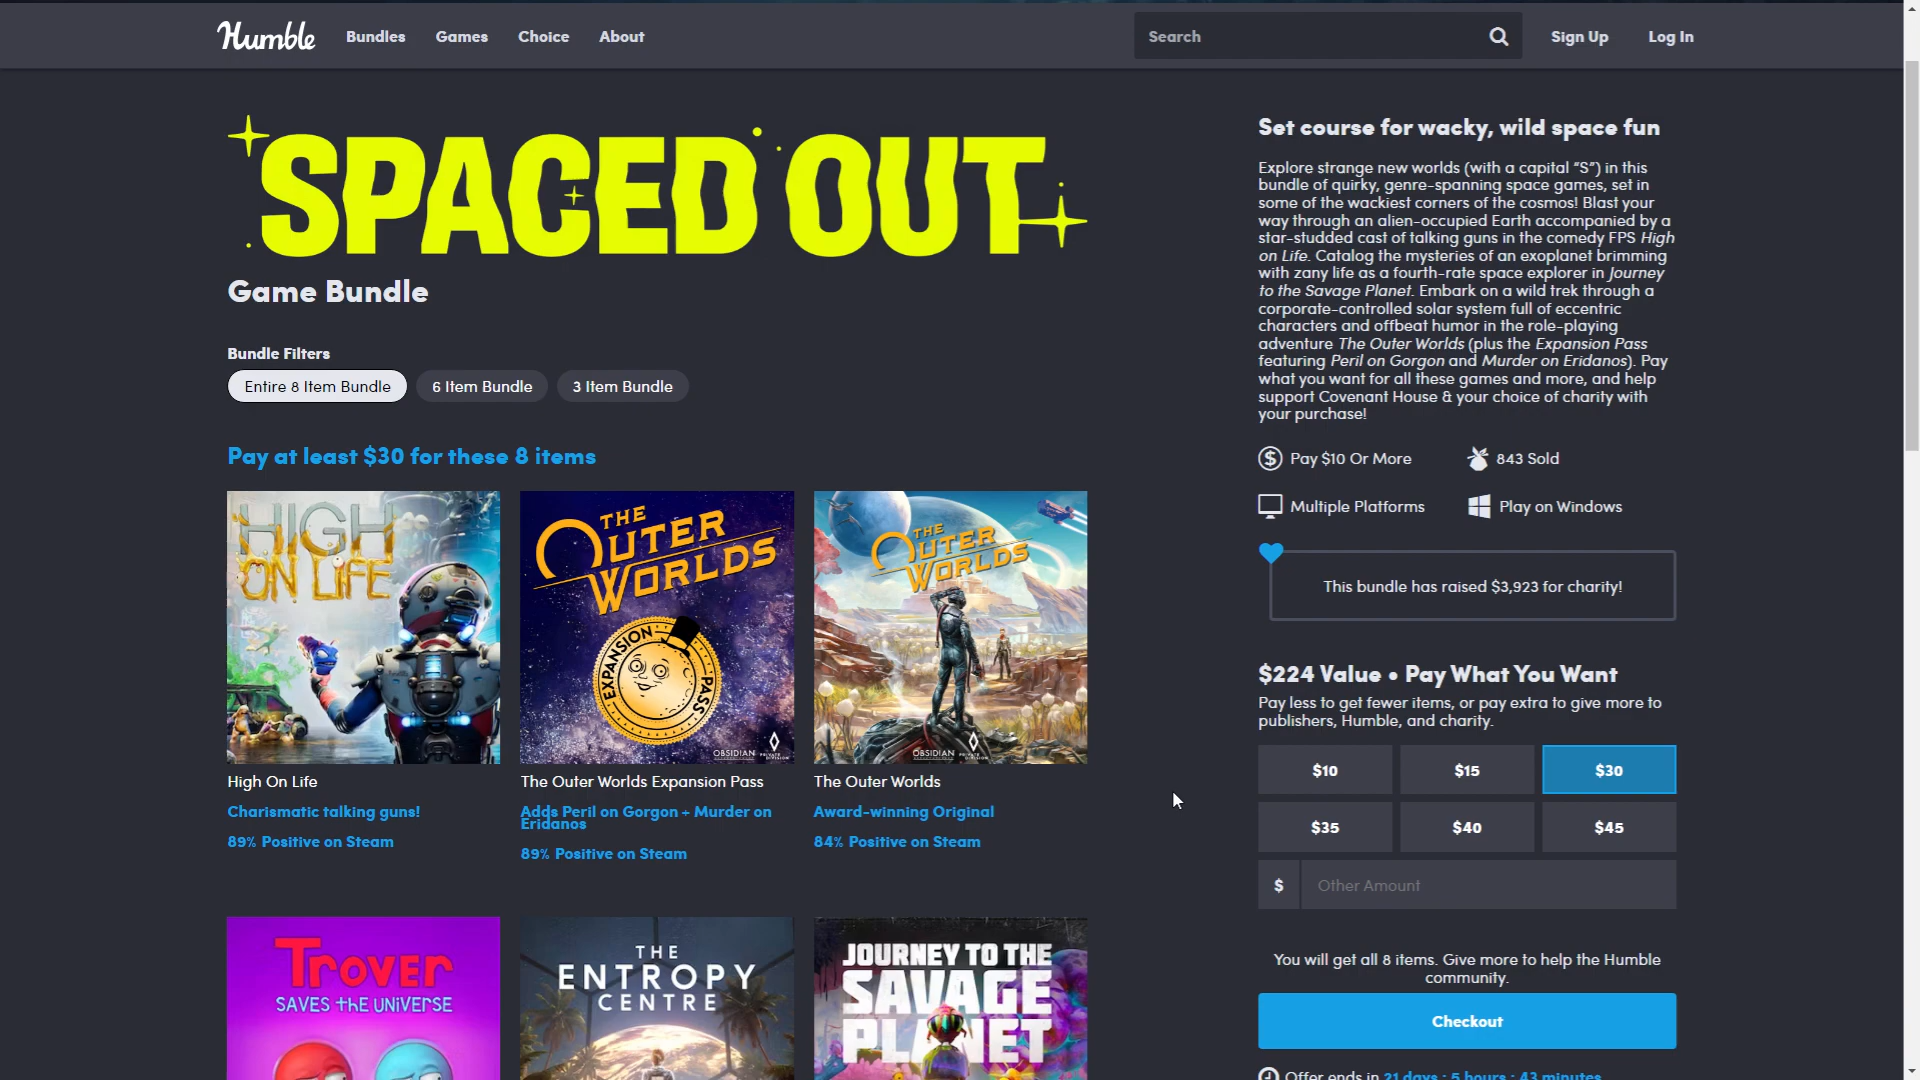 Humble
Bundles
Games
Choice
About
Search
Sign Up
Log In
SPACED OUT
Game Bundle
Bundle Filters
Entire 8 Item Bundle
6 Item Bundle
3 Item Bundle
Pay at least $30 for these 8 items
HIGH
ON LIFE
High On Life
Charismatic talking guns!
89% Positive on Steam
THE
OUTER
WORLDS
EXPANSION PASS
OBSIDIAN
PRIVATE DIVISION
The Outer Worlds Expansion Pass
Adds Peril on Gorgon + Murder on
Eridanos
89% Positive on Steam
THE
OUTER
WORLDS
OBSIDIAN
PRIVATE DIVISION
The Outer Worlds
Award-winning Original
84% Positive on Steam
TROVER
SAVES THE UNIVERSE
THE
ENTROPY
CENTRE
JOURNEY TO THE
SAVAGE
PLANET
Set course for wacky, wild space fun
Explore strange new worlds (with a capital “S”) in this
bundle of quirky, genre-spanning space games, set in
some of the wackiest corners of the cosmos! Blast your
way through an alien-occupied Earth accompanied by a
star-studded cast of talking guns in the comedy FPS High
on Life. Catalog the mysteries of an exoplanet brimming
with zany life as a fourth-rate space explorer in Journey
to the Savage Planet. Embark on a wild trek through a
corporate-controlled solar system full of eccentric
characters and offbeat humor in the role-playing
adventure The Outer Worlds (plus the Expansion Pass
featuring Peril on Gorgon and Murder on Eridanos). Pay
what you want for all these games and more, and help
support Covenant House & your choice of charity with
your purchase!
Pay $10 Or More
843 Sold
Multiple Platforms
Play on Windows
This bundle has raised $3,923 for charity!
$224 Value • Pay What You Want
Pay less to get fewer items, or pay extra to give more to
publishers, Humble, and charity.
$10
$15
$30
$35
$40
$45
$
Other Amount
You will get all 8 items. Give more to help the Humble
community.
Checkout
Offer ends in 21 days : 5 hours : 43 minutes